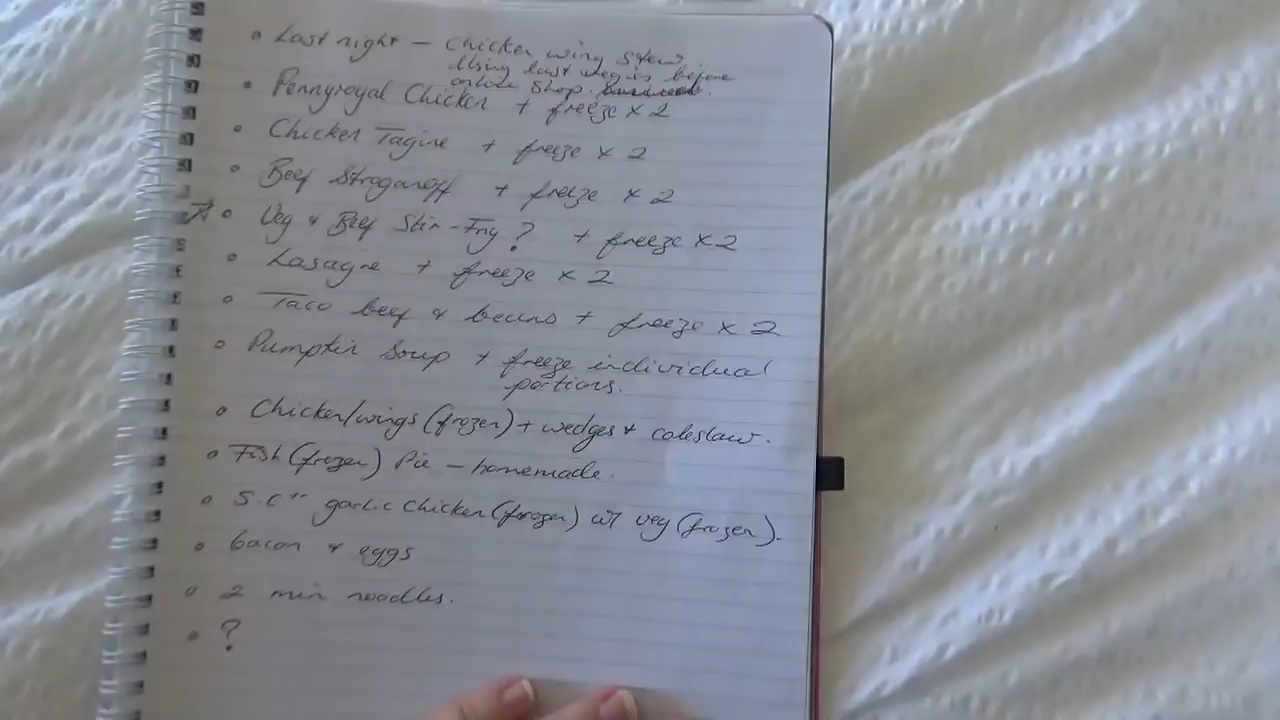 • Last night - Chicken wing stew
Using last vegies before
online shop.
• Pennyroyal Chicken + freeze x 2
• Chicken Tagine + freeze x 2
• Beef Stroganoff + freeze x 2
• Veg & Beef Stir-Fry ? + freeze x 2
• Lasagne + freeze x 2
• Taco beef & beans + freeze x 2
• Pumpkin Soup + freeze individual
portions.
• Chicken/wings (frozen) + wedges & coleslaw.
• Fish (frozen) Pie - homemade.
• S.C garlic chicken (frozen) w/ veg (frozen).
• bacon & eggs
• 2 min noodles.
• ?